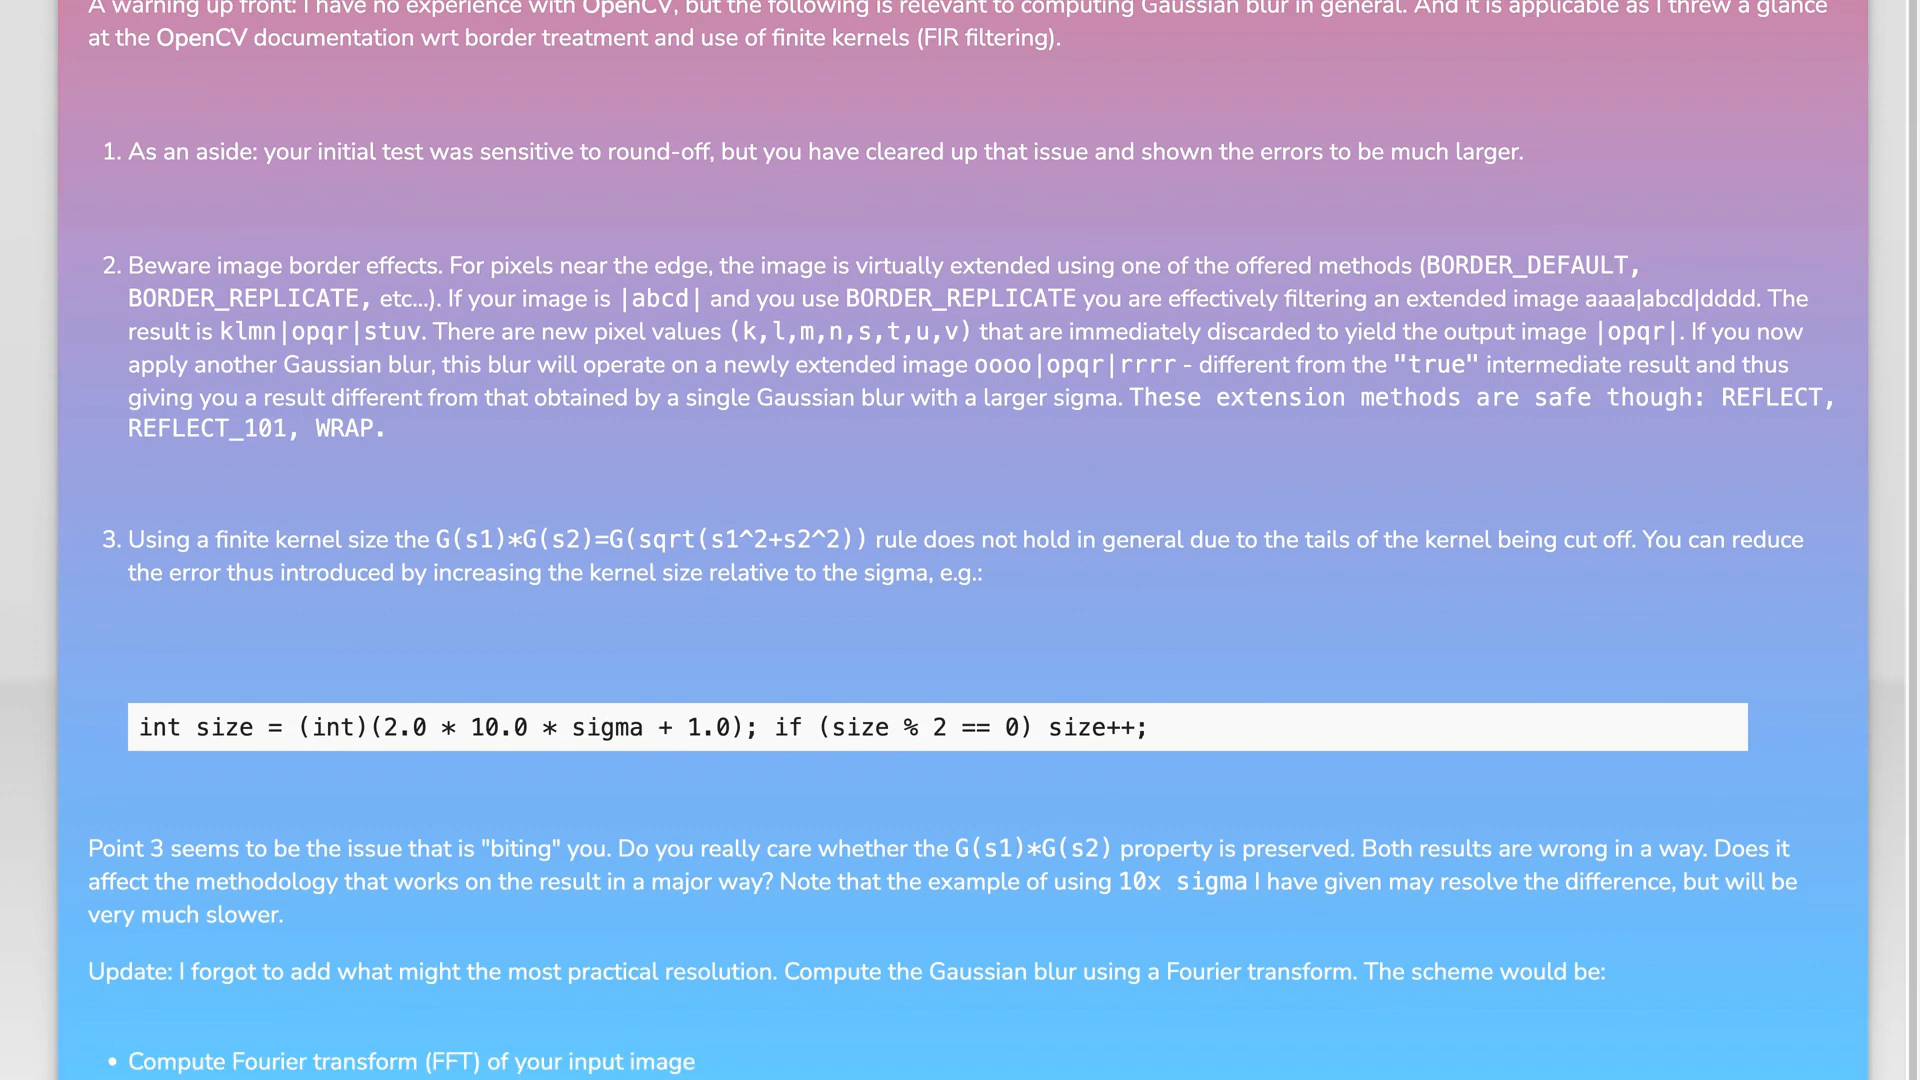 A warning up front: I have no experience with OpenCV, but the following is relevant to computing Gaussian blur in general. And it is applicable as I threw a glance
at the OpenCV documentation wrt border treatment and use of finite kernels (FIR filtering).
1. As an aside: your initial test was sensitive to round-off, but you have cleared up that issue and shown the errors to be much larger.
2. Beware image border effects. For pixels near the edge, the image is virtually extended using one of the offered methods (BORDER_DEFAULT,
BORDER_REPLICATE, etc...). If your image is |abcd| and you use BORDER_REPLICATE you are effectively filtering an extended image aaaa|abcd|dddd. The
result is klmn|opqr|stuv. There are new pixel values (k,l,m,n,s,t,u,v) that are immediately discarded to yield the output image |opqr|. If you now
apply another Gaussian blur, this blur will operate on a newly extended image oooo|opqr|rrrr - different from the "true" intermediate result and thus
giving you a result different from that obtained by a single Gaussian blur with a larger sigma. These extension methods are safe though: REFLECT,
REFLECT_101, WRAP.
3. Using a finite kernel size the G(s1)*G(s2)=G(sqrt(s1^2+s2^2)) rule does not hold in general due to the tails of the kernel being cut off. You can reduce
the error thus introduced by increasing the kernel size relative to the sigma, e.g.:
int size = (int)(2.0 * 10.0 * sigma + 1.0); if (size % 2 == 0) size++;
Point 3 seems to be the issue that is "biting" you. Do you really care whether the G(s1)*G(s2) property is preserved. Both results are wrong in a way. Does it
affect the methodology that works on the result in a major way? Note that the example of using 10x sigma I have given may resolve the difference, but will be
very much slower.
Update: I forgot to add what might the most practical resolution. Compute the Gaussian blur using a Fourier transform. The scheme would be:
• Compute Fourier transform (FFT) of your input image